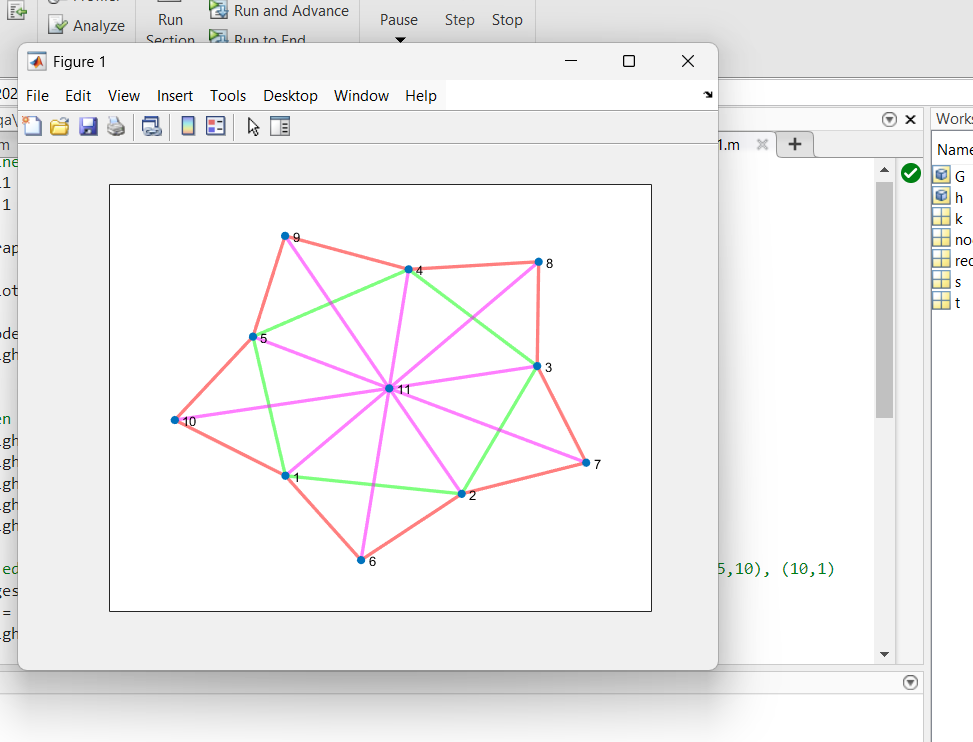 Run and Advance
Analyze
Run
Pause
Step
Stop
Section
Run to End
Figure 1
File Edit View Insert Tools Desktop Window Help
1.m
Works
Name
G
h
k
no
rec
s
t
9
4
8
5
3
11
10
7
1
2
6
5,10), (10,1)